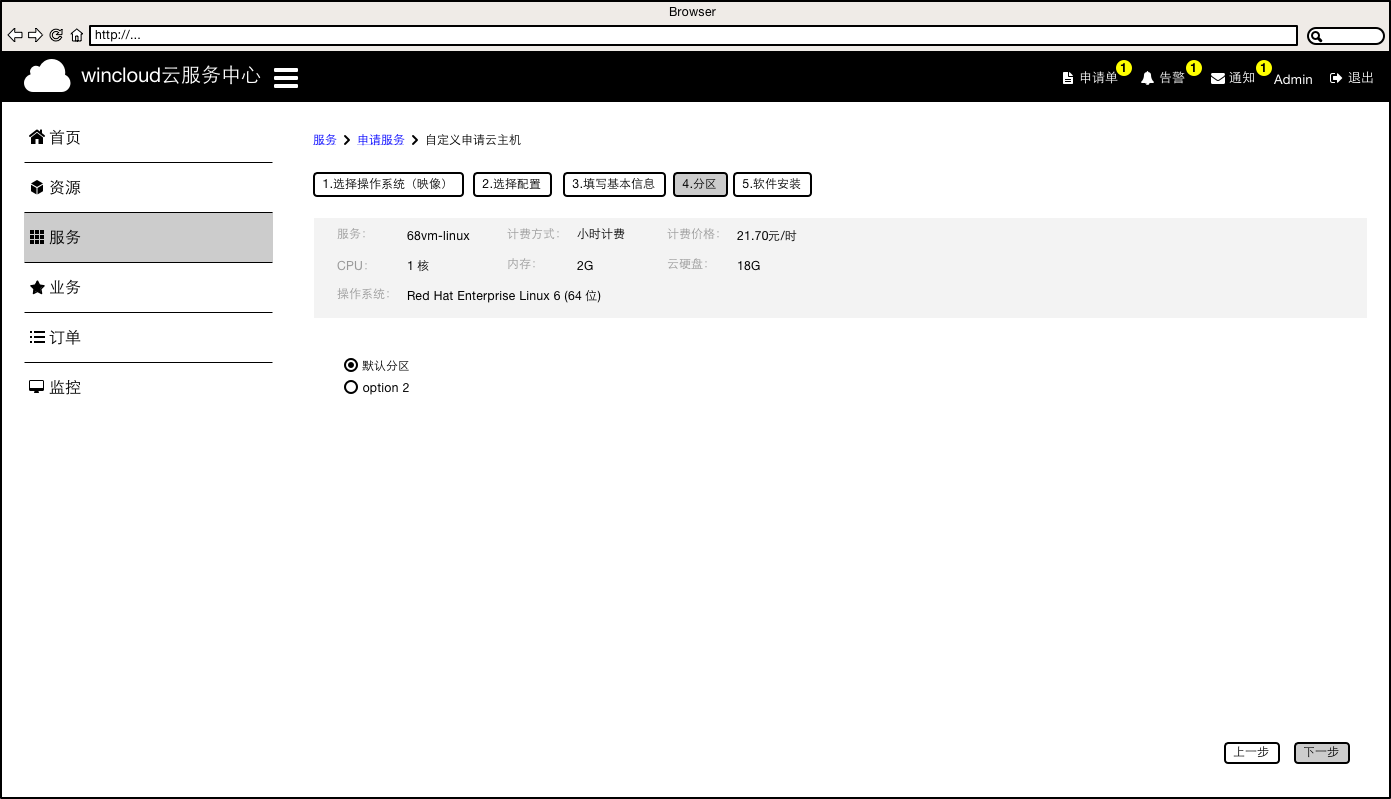 Browser
http://...
wincloud云服务中心
申请单 1 告警 1 通知 1 Admin 退出
首页
资源
服务
业务
订单
监控
服务 申请服务 自定义申请云主机
1.选择操作系统（映像） 2.选择配置 3.填写基本信息 4.分区 5.软件安装
服务： 68vm-linux 计费方式： 小时计费 计费价格： 21.70元/时
CPU： 1 核 内存： 2G 云硬盘： 18G
操作系统： Red Hat Enterprise Linux 6 (64 位)
默认分区
option 2
上一步 下一步